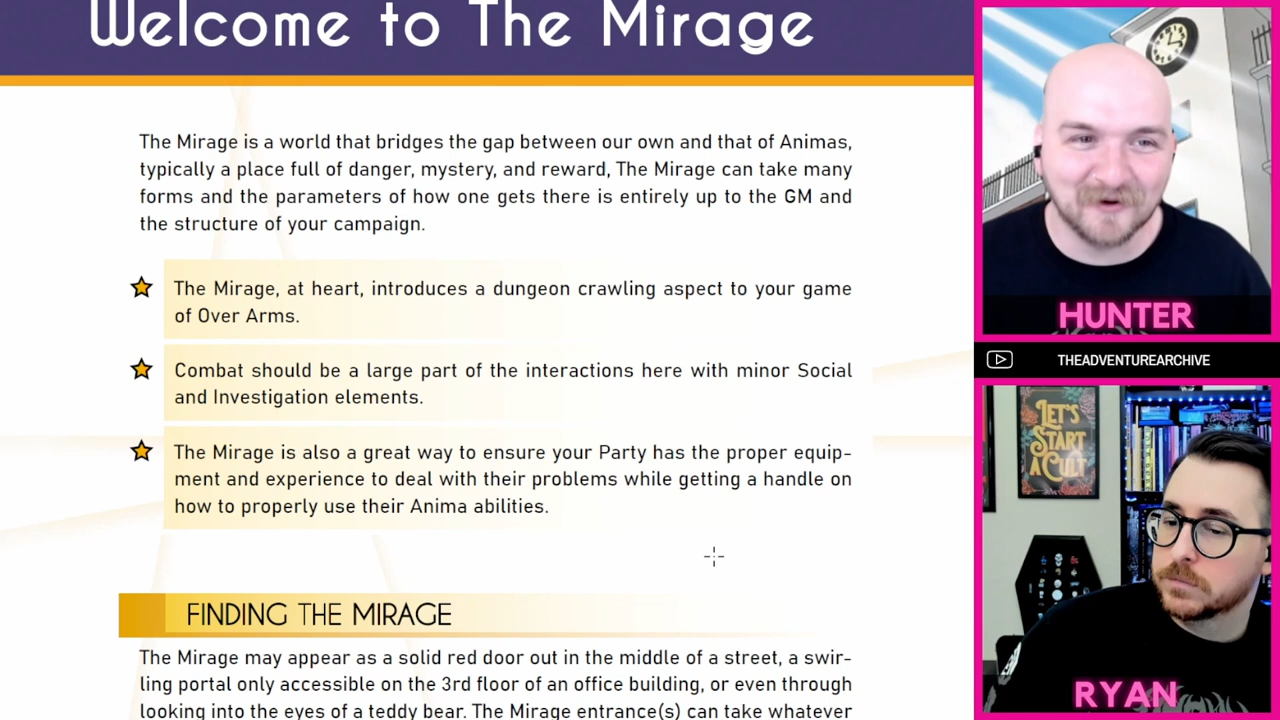 Welcome to The Mirage
The Mirage is a world that bridges the gap between our own and that of Animas,
typically a place full of danger, mystery, and reward, The Mirage can take many
forms and the parameters of how one gets there is entirely up to the GM and
the structure of your campaign.
The Mirage, at heart, introduces a dungeon crawling aspect to your game
of Over Arms.
Combat should be a large part of the interactions here with minor Social
and Investigation elements.
The Mirage is also a great way to ensure your Party has the proper equip-
ment and experience to deal with their problems while getting a handle on
how to properly use their Anima abilities.
FINDING THE MIRAGE
The Mirage may appear as a solid red door out in the middle of a street, a swir-
ling portal only accessible on the 3rd floor of an office building, or even through
looking into the eyes of a teddy bear. The Mirage entrance(s) can take whatever
HUNTER
THEADVENTUREARCHIVE
LET'S
START
A CULT
RYAN